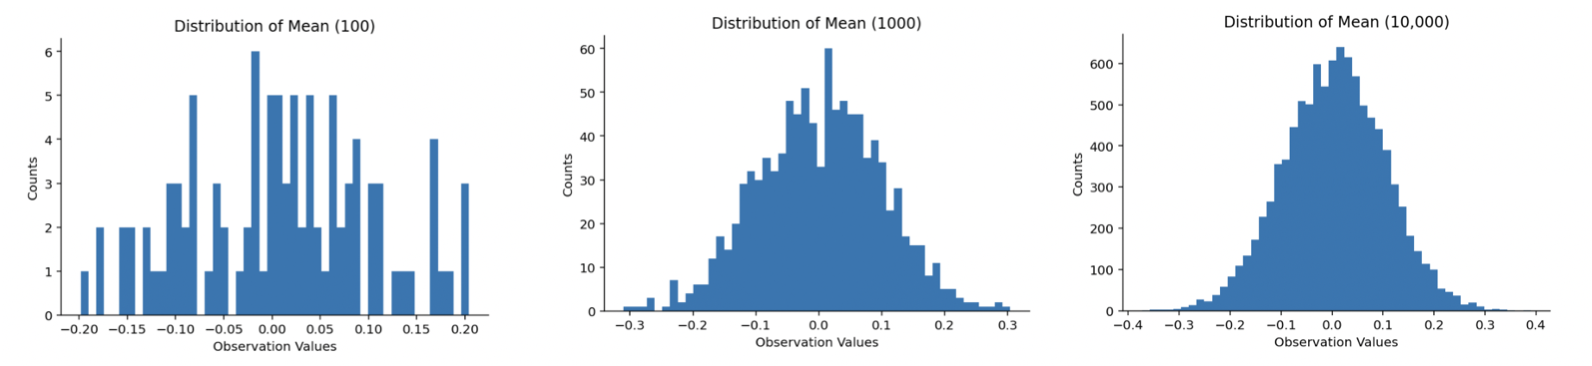 Distribution of Mean (100)
6
5
4
3
2
1
0
Counts
−0.20 −0.15 −0.10 −0.05 0.00 0.05 0.10 0.15 0.20
Observation Values
Distribution of Mean (1000)
60
50
40
30
20
10
0
Counts
−0.3 −0.2 −0.1 0.0 0.1 0.2 0.3
Observation Values
Distribution of Mean (10,000)
600
500
400
300
200
100
0
Counts
−0.4 −0.3 −0.2 −0.1 0.0 0.1 0.2 0.3 0.4
Observation Values